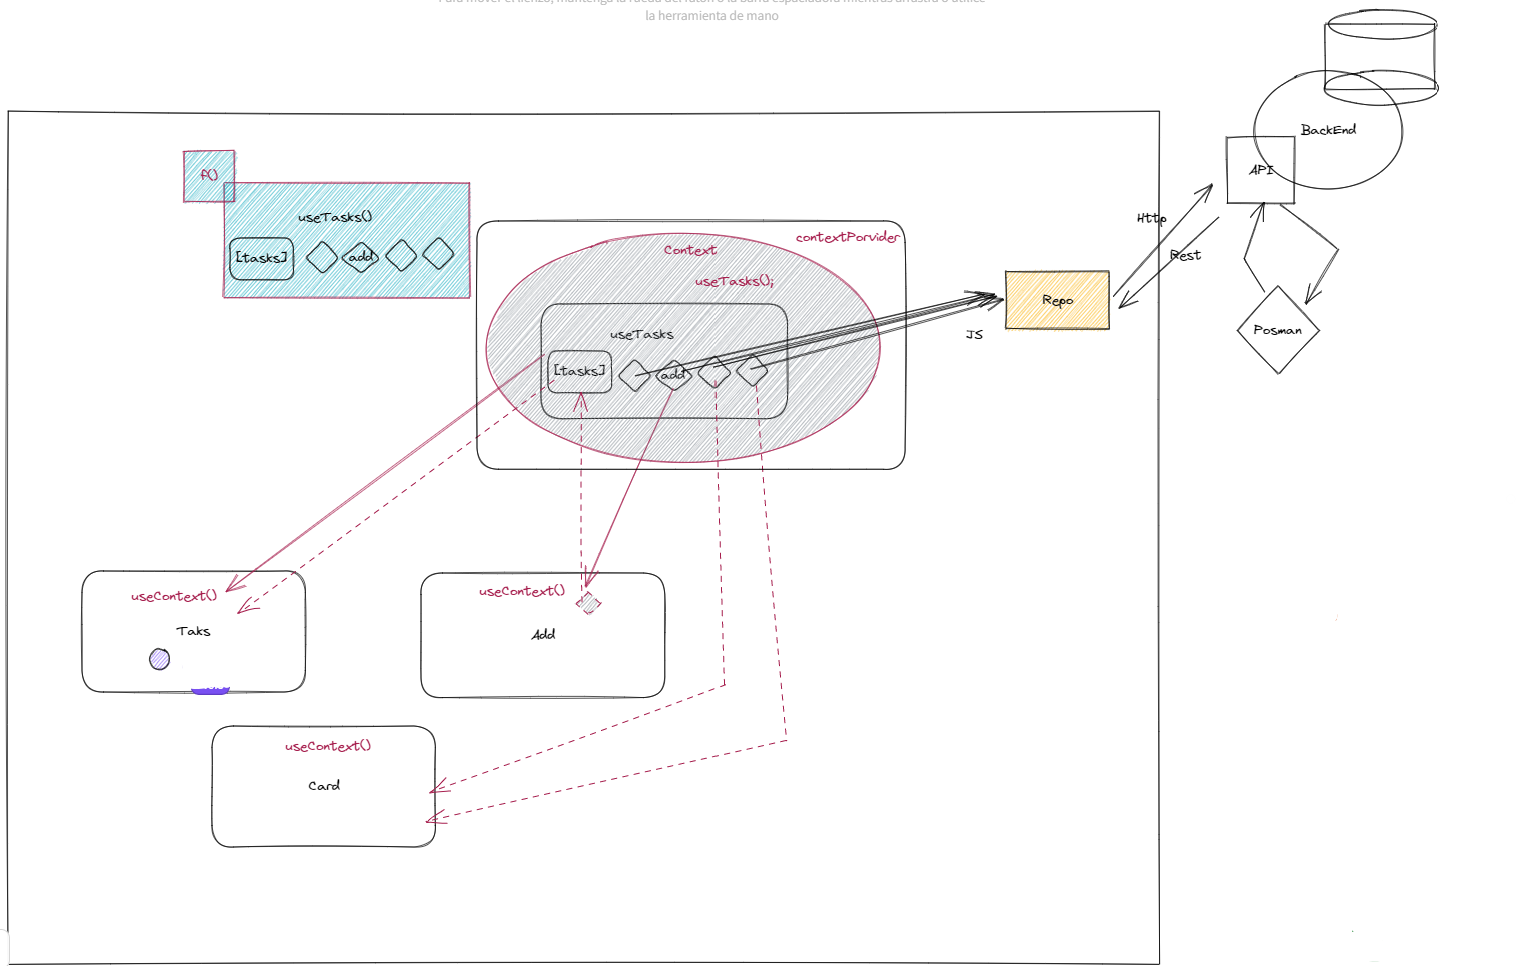 Para mover el lienzo, mantenga la rueda del ratón o la barra espaciadora mientras arrastra o utilice
la herramienta de mano
BackEnd
API
f()
useTasks()
[tasks]
add
contextPorvider
Context
useTasks();
useTasks
[tasks]
add
Http
Rest
Repo
JS
Posman
useContext()
Taks
useContext()
Add
useContext()
Card